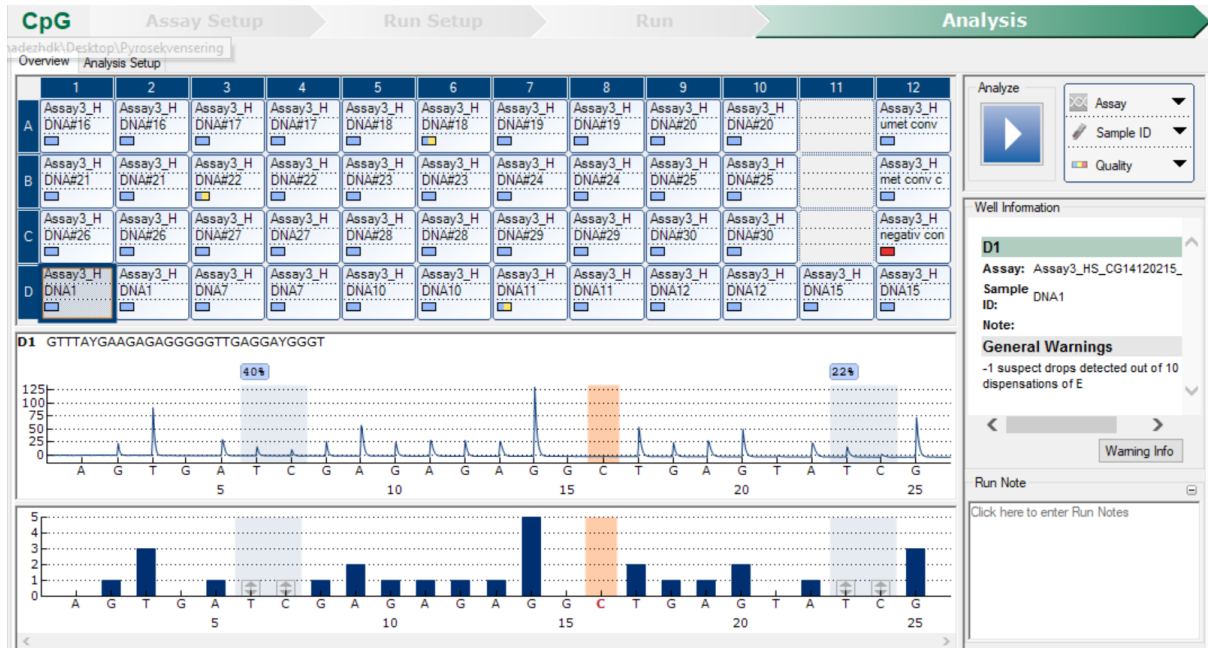 CpG Assay Setup Run Setup Run Analysis
nadezhdk\Desktop\Pyrosekvensering
Overview Analysis Setup
1 2 3 4 5 6 7 8 9 10 11 12
A
Assay3_H Assay3_H Assay3_H Assay3_H Assay3_H Assay3_H Assay3_H Assay3_H Assay3_H Assay3_H Assay3_H
DNA#16 DNA#16 DNA#17 DNA#17 DNA#18 DNA#18 DNA#19 DNA#19 DNA#20 DNA#20 umet conv
B
Assay3_H Assay3_H Assay3_H Assay3_H Assay3_H Assay3_H Assay3_H Assay3_H Assay3_H Assay3_H Assay3_H
DNA#21 DNA#21 DNA#22 DNA#22 DNA#23 DNA#23 DNA#24 DNA#24 DNA#25 DNA#25 met conv c
C
Assay3_H Assay3_H Assay3_H Assay3_H Assay3_H Assay3_H Assay3_H Assay3_H Assay3_H Assay3_H Assay3_H
DNA#26 DNA#26 DNA#27 DNA#27 DNA#28 DNA#28 DNA#29 DNA#29 DNA#30 DNA#30 negativ con
D
Assay3_H Assay3_H Assay3_H Assay3_H Assay3_H Assay3_H Assay3_H Assay3_H Assay3_H Assay3_H Assay3_H Assay3_H
DNA1 DNA1 DNA7 DNA7 DNA10 DNA10 DNA11 DNA11 DNA12 DNA12 DNA15 DNA15
D1 GTTTAYGAAGAGAGGGGGTTGAGGAYGGGT
40% 22%
125
100
75
50
25
0
A G T G A T C G A G A G A G G C T G A G T A T C G
5 10 15 20 25
5
4
3
2
1
0
A G T G A T C G A G A G A G G C T G A G T A T C G
5 10 15 20 25
Analyze
Assay
Sample ID
Quality
Well Information
D1
Assay: Assay3_HS_CG14120215_
Sample ID: DNA1
Note:
General Warnings
-1 suspect drops detected out of 10
dispensations of E
Warning Info
Run Note
Click here to enter Run Notes